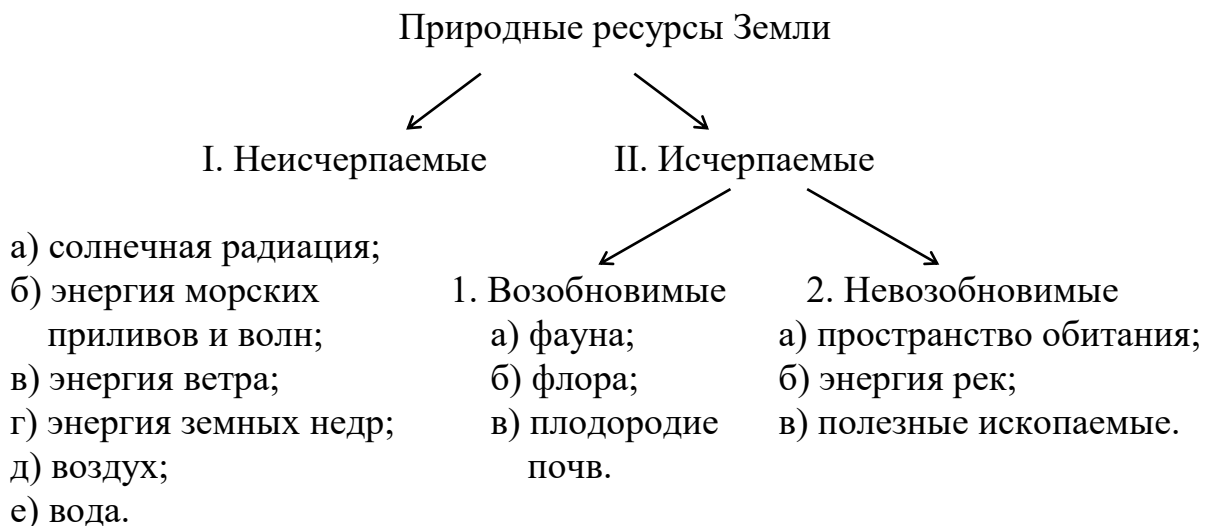 Природные ресурсы Земли
I. Неисчерпаемые
II. Исчерпаемые
а) солнечная радиация;
б) энергия морских
приливов и волн;
в) энергия ветра;
г) энергия земных недр;
д) воздух;
е) вода.
1. Возобновимые
а) фауна;
б) флора;
в) плодородие
почв.
2. Невозобновимые
а) пространство обитания;
б) энергия рек;
в) полезные ископаемые.